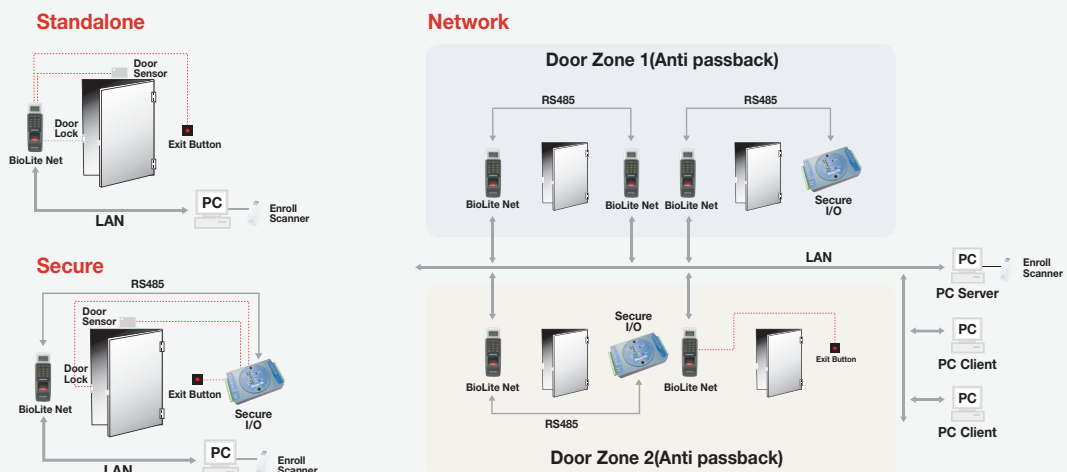 Standalone
Door
Sensor
Door
Lock
Exit Button
BioLite Net
PC
Enroll
Scanner
LAN
Secure
RS485
Door
Sensor
Door
Lock
Exit Button
BioLite Net
Secure
I/O
PC
Enroll
Scanner
LAN
Network
Door Zone 1(Anti passback)
RS485
RS485
BioLite Net
BioLite Net
BioLite Net
Secure
I/O
LAN
PC
Enroll
Scanner
PC Server
PC
PC Client
PC
PC Client
Secure
I/O
BioLite Net
BioLite Net
Exit Button
RS485
Door Zone 2(Anti passback)